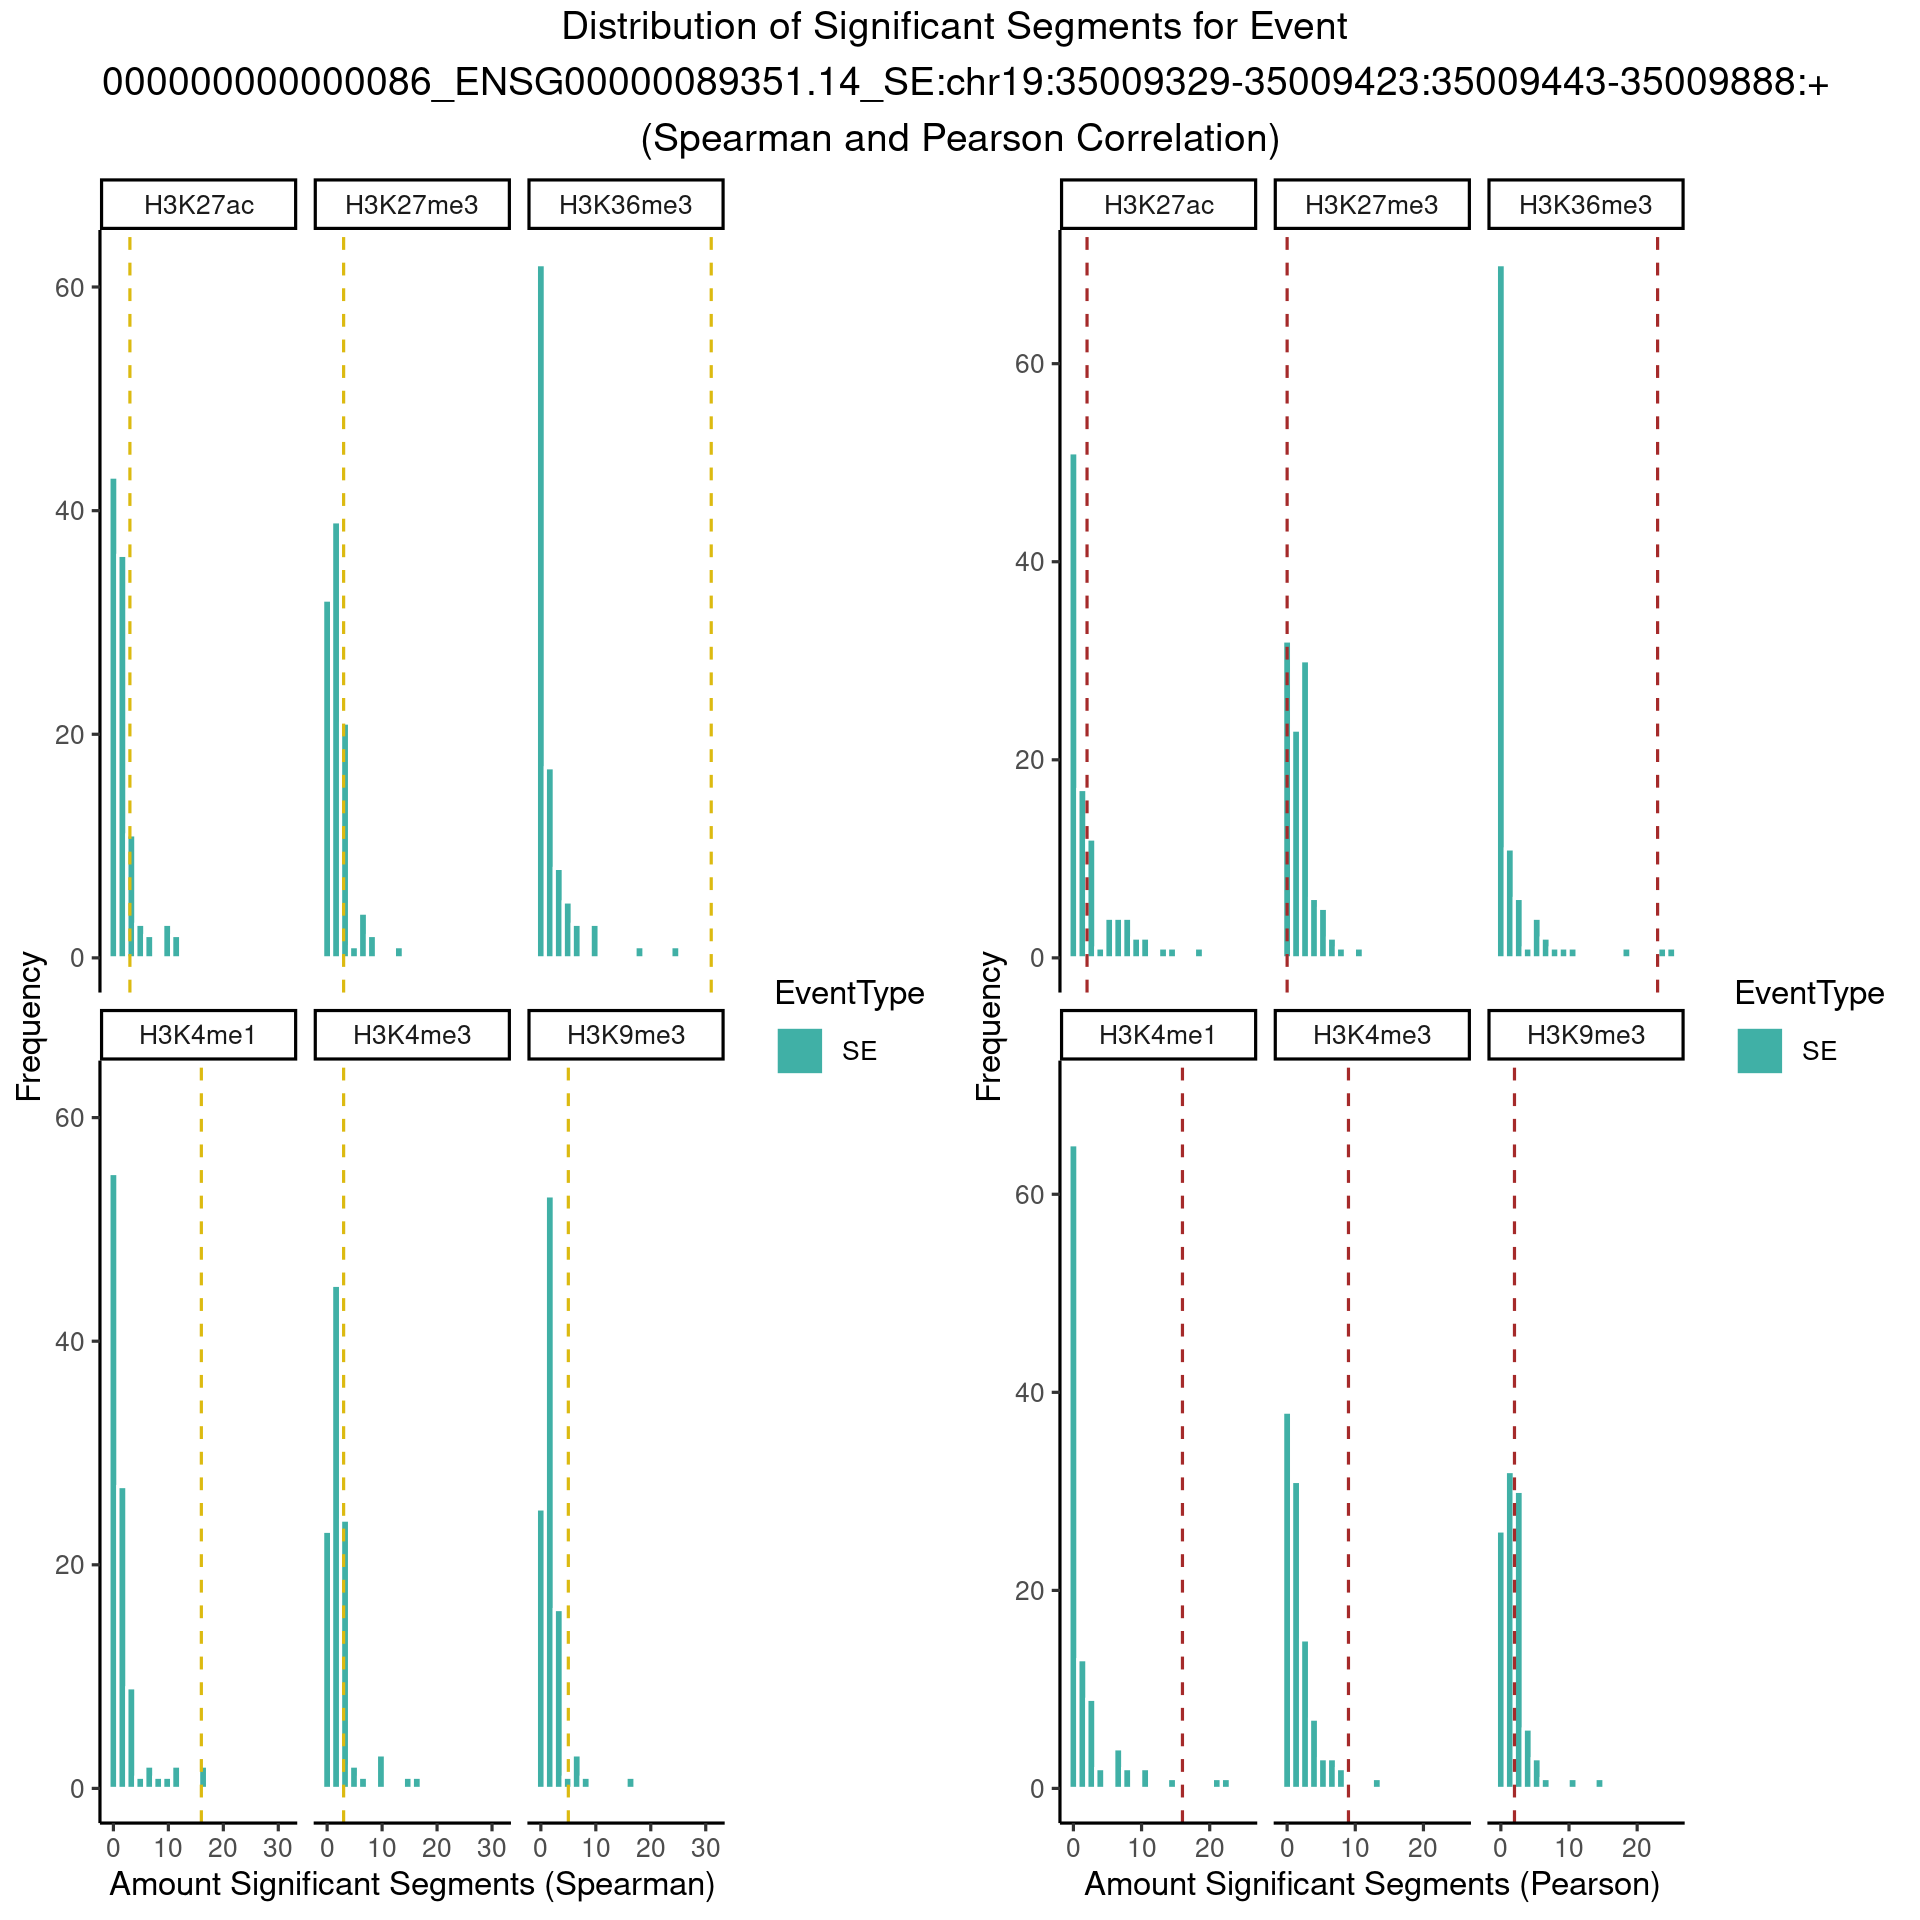 Distribution of Significant Segments for Event
000000000000086_ENSG00000089351.14_SE:chr19:35009329-35009423:35009443-35009888:+
(Spearman and Pearson Correlation)
H3K27ac H3K27me3 H3K36me3
60
40
20
0
H3K4me1 H3K4me3 H3K9me3
60
40
20
0
0 10 20 30 0 10 20 30 0 10 20 30
Frequency
Amount Significant Segments (Spearman)
EventType
SE
H3K27ac H3K27me3 H3K36me3
60
40
20
0
H3K4me1 H3K4me3 H3K9me3
60
40
20
0
0 10 20 0 10 20 0 10 20
Frequency
Amount Significant Segments (Pearson)
EventType
SE